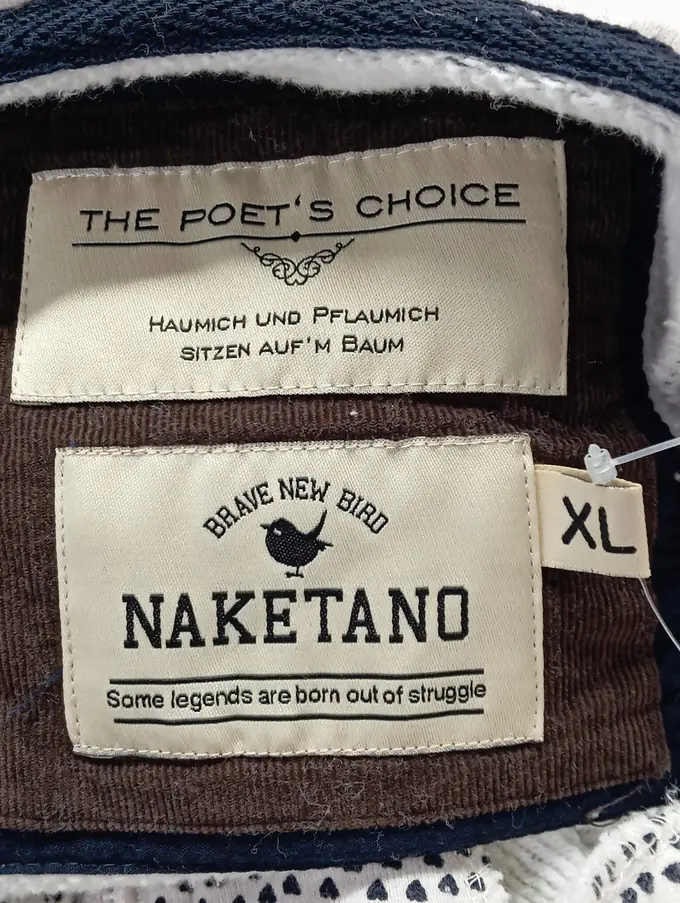 THE POET'S CHOICE
HAUMICH UND PFLAUMICH
SITZEN AUF'M BAUM
BRAVE NEW BIRD
NAKETANO
Some legends are born out of struggle
XL